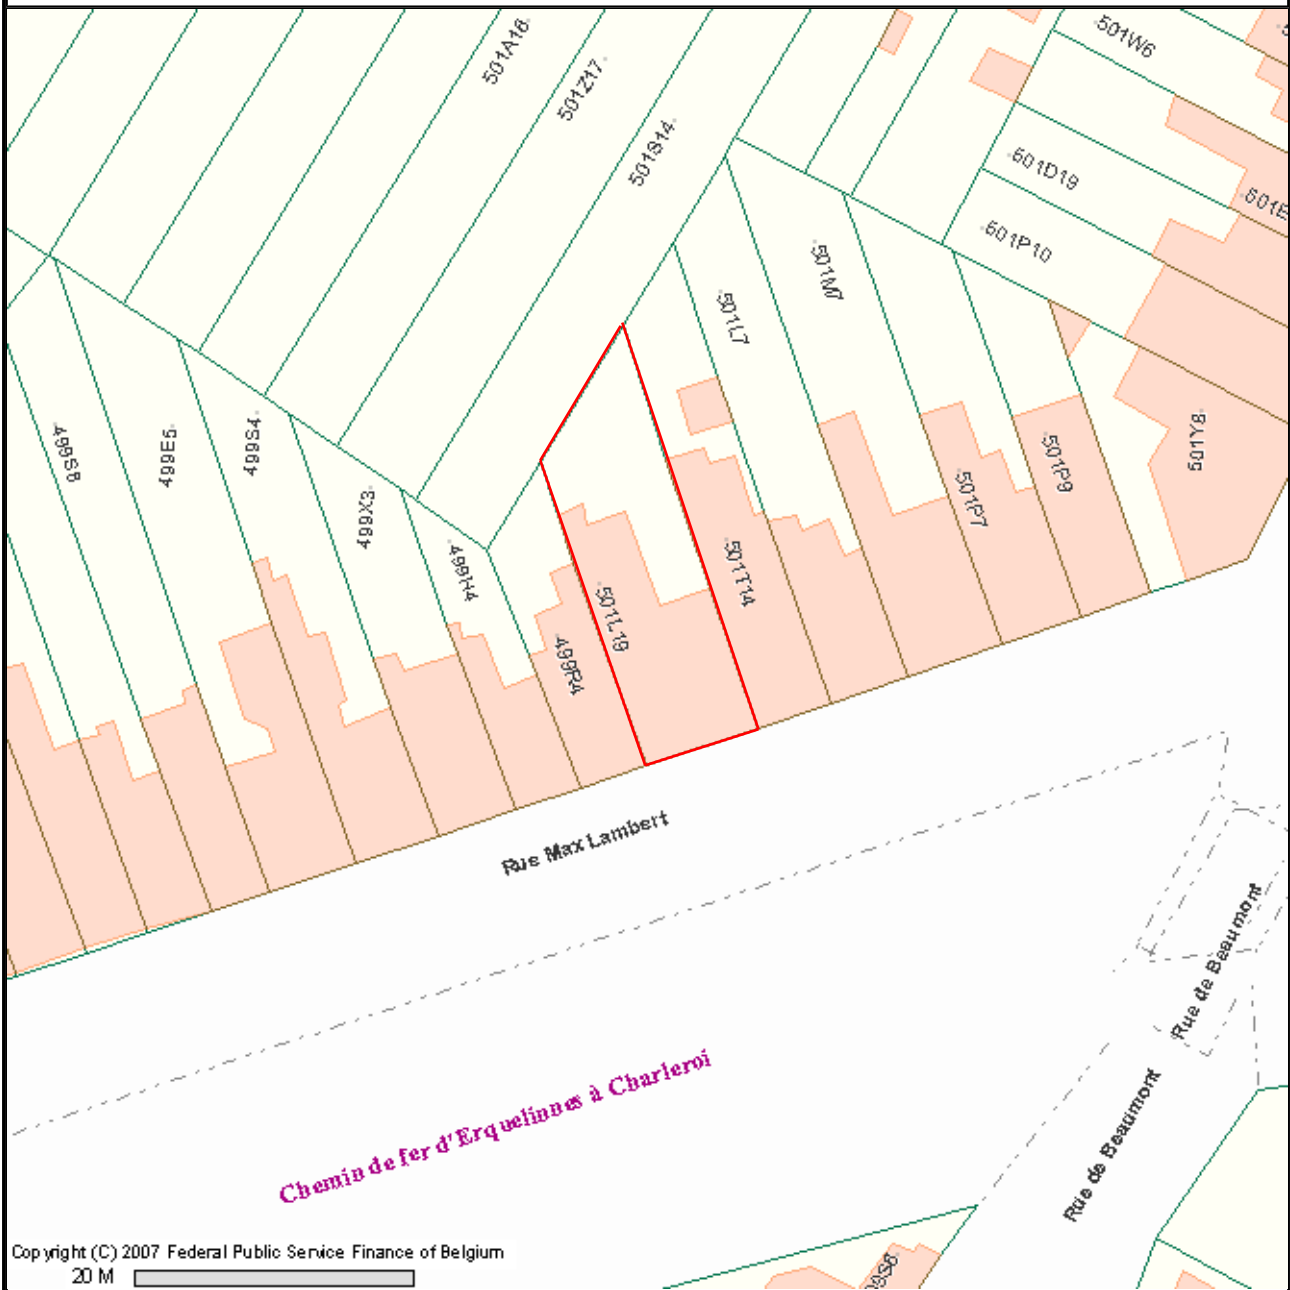 501A16
501Z17
501S14
501W6
501D19
501P10
501L7
501M7
499S8
499E5
499S4
499X3
499H4
499R4
501L19
501T14
501P7
501P9
501Y8
Rue Max Lambert
Rue de Beaumont
Rue de Beaumont
Chemin de fer d'Erquelinnes à Charleroi
Copyright (C) 2007 Federal Public Service Finance of Belgium
20 M